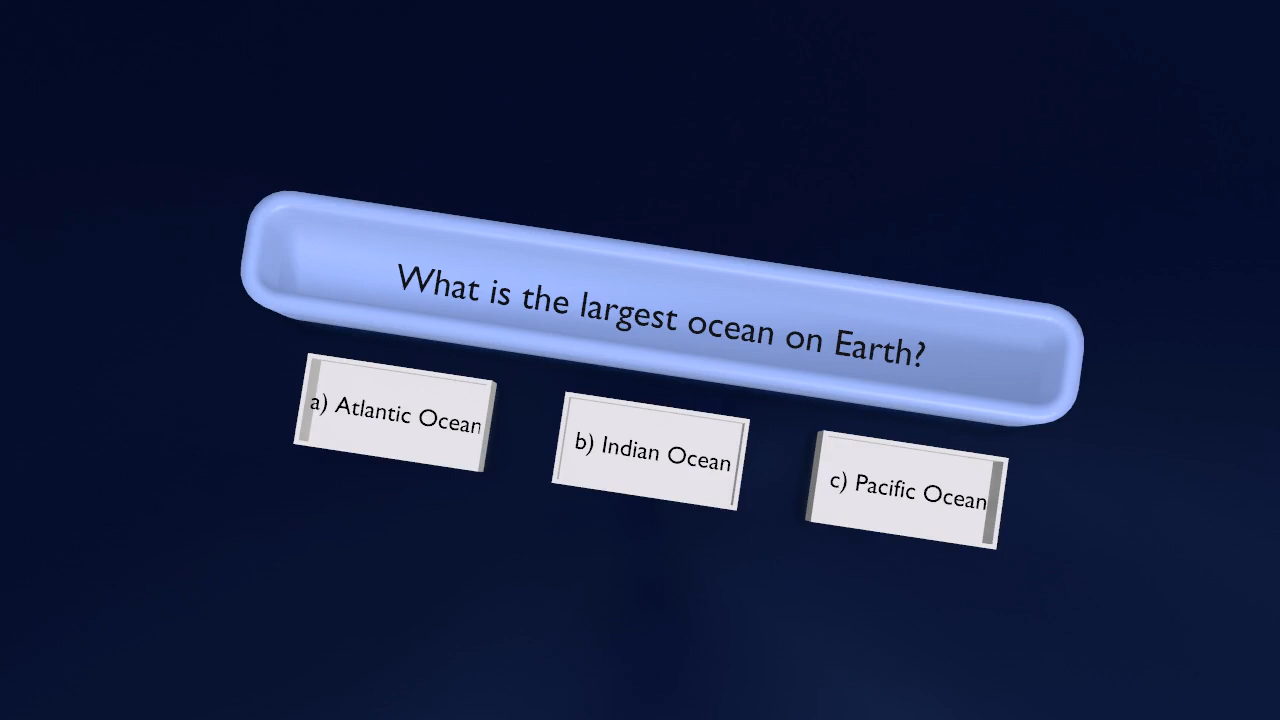 What is the largest ocean on Earth?
a) Atlantic Ocean
b) Indian Ocean
c) Pacific Ocean